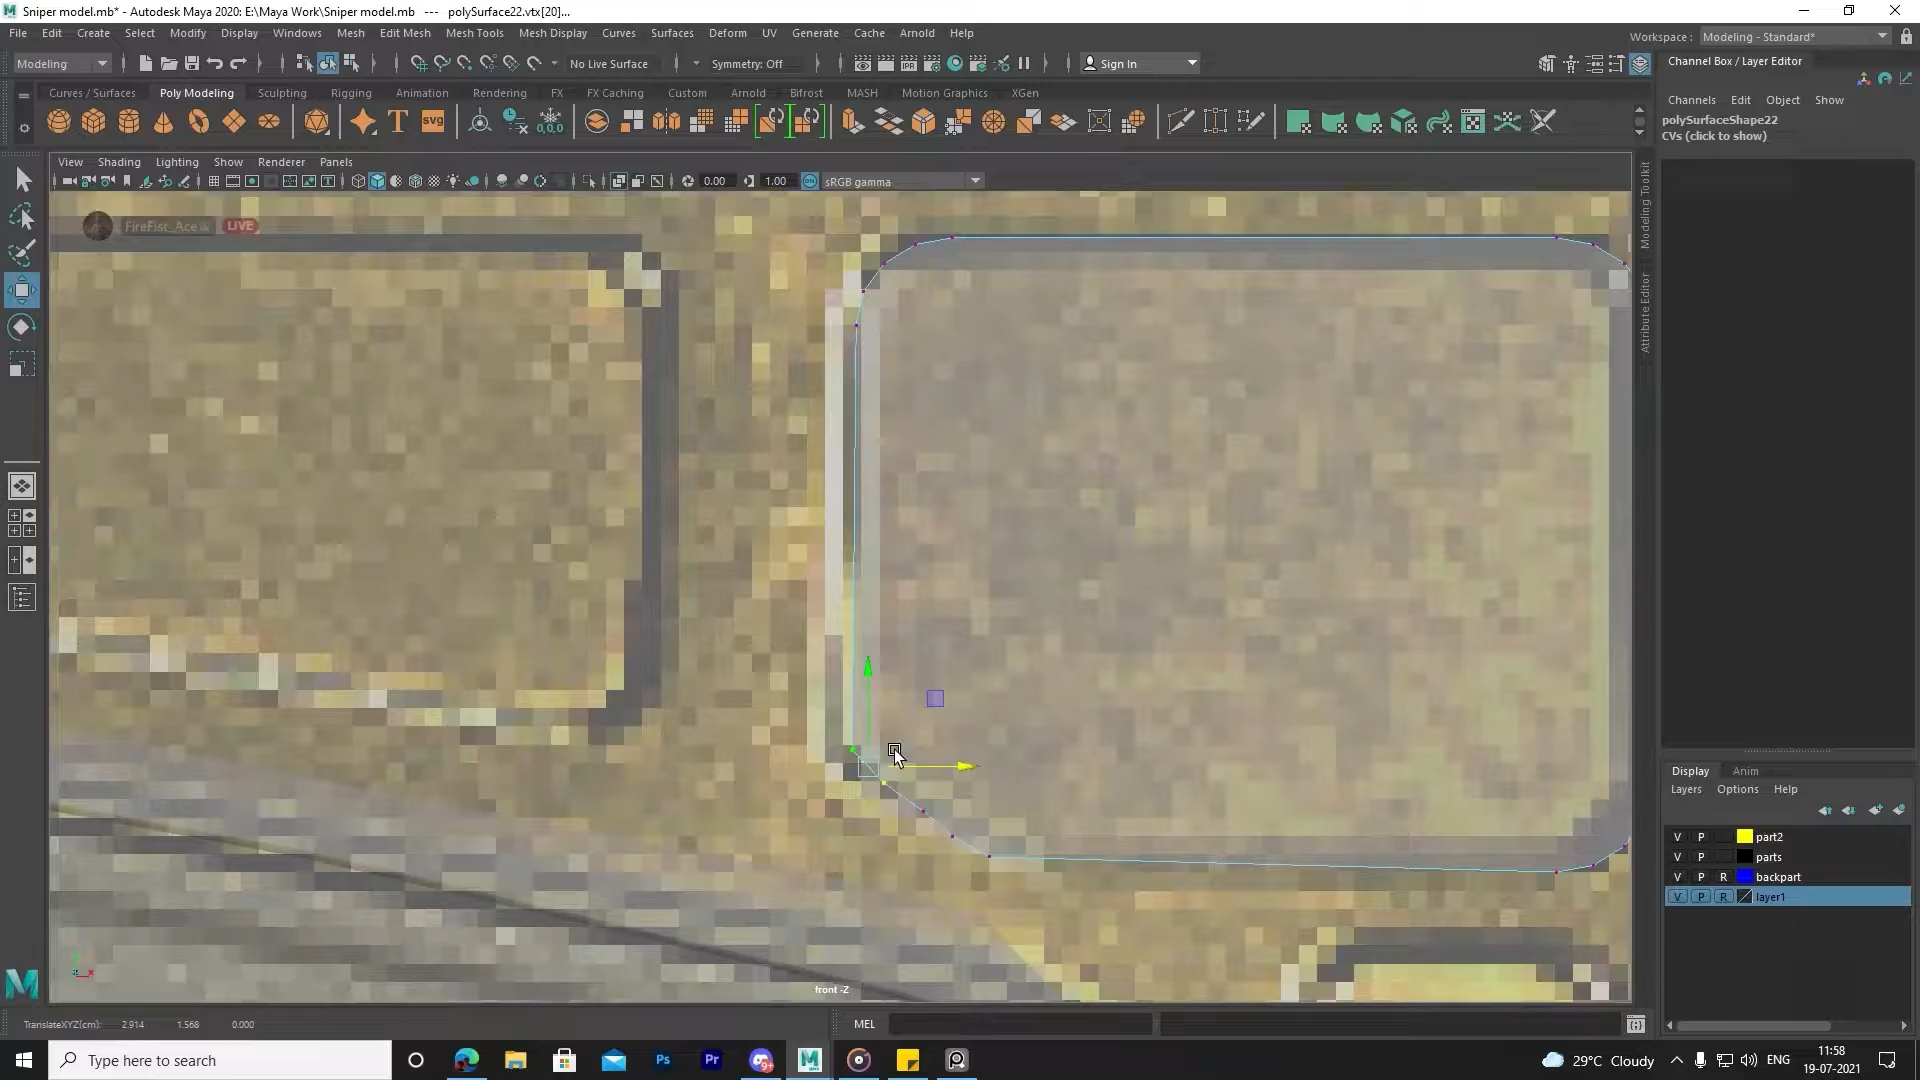 Sniper model.mb* - Autodesk Maya 2020: E:\Maya Work\Sniper model.mb   ---   polySurface22.vtx[20]...
File Edit Create Select Modify Display Windows Mesh Edit Mesh Mesh Tools Mesh Display Curves Surfaces Deform UV Generate Cache Arnold Help
Workspace : Modeling - Standard*
Modeling No Live Surface Symmetry: Off Sign In
Channel Box / Layer Editor
Curves / Surfaces Poly Modeling Sculpting Rigging Animation Rendering FX FX Caching Custom Arnold Bifrost MASH Motion Graphics XGen
Channels Edit Object Show
polySurfaceShape22
CVs (click to show)
View Shading Lighting Show Renderer Panels
0.00 1.00 sRGB gamma
LIVE
Modeling Toolkit
Attribute Editor
Display Anim
Layers Options Help
V P part2
V P parts
V P R backpart
V P R layer1
front -Z
TranslateXYZ(cm): 2.914 1.568 0.000
MEL
Type here to search
29°C Cloudy
ENG
11:58
19-07-2021